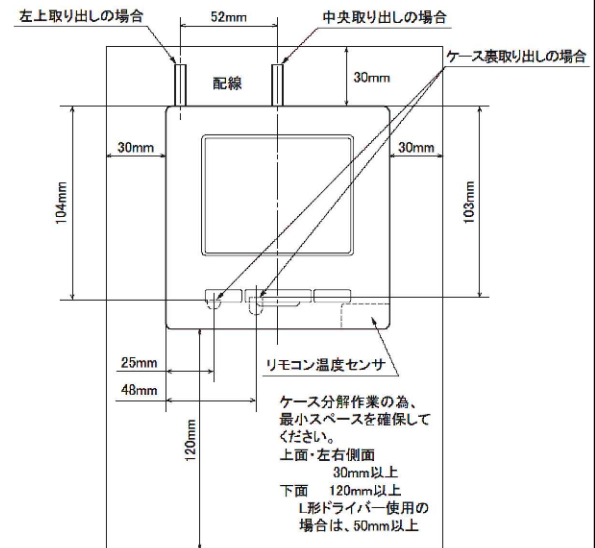 左上取り出しの場合
52mm
中央取り出しの場合
ケース裏取り出しの場合
配線
30mm
30mm
30mm
104mm
103mm
25mm
48mm
120mm
リモコン温度センサ
ケース分解作業の為、
最小スペースを確保して
ください。
上面・左右側面
30mm以上
下面 120mm以上
L形ドライバー使用の
場合は、50mm以上